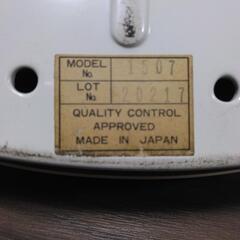 MODEL No. 1507
LOT No. 20217
QUALITY CONTROL
APPROVED
MADE IN JAPAN